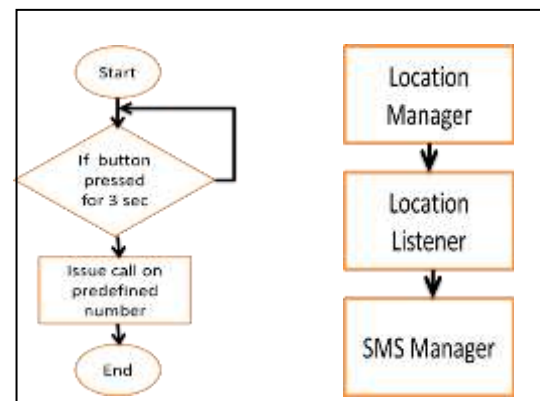 Start
If button
pressed
for 3 sec
Issue call on
predefined
number
End
Location
Manager
Location
Listener
SMS Manager